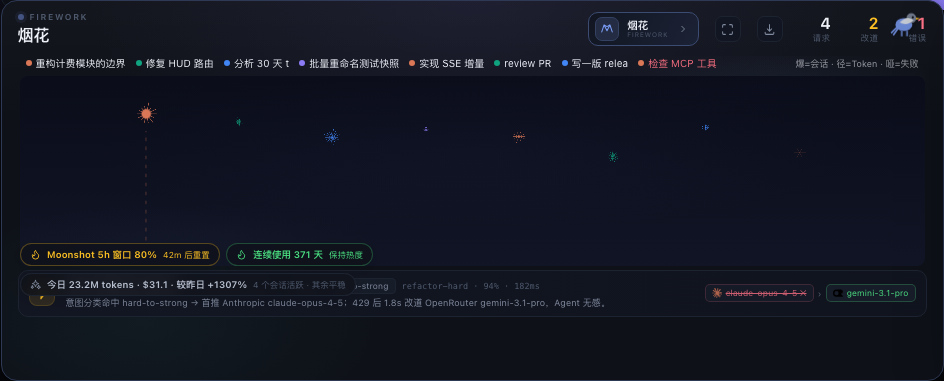 FIREWORK
烟花
烟花
FIREWORK
4
请求
2
改道
1
错误
重构计费模块的边界
修复 HUD 路由
分析 30 天 t
批量重命名测试快照
实现 SSE 增量
review PR
写一版 relea
检查 MCP 工具
爆=会话 · 径=Token · 哑=失败
Moonshot 5h 窗口 80% 42m 后重置
连续使用 371 天 保持热度
今日 23.2M tokens · $31.1 · 较昨日 +1307% 4 个会话活跃 · 其余平稳
o-strong refactor-hard · 94% · 182ms
意图分类命中 hard-to-strong → 首推 Anthropic claude-opus-4-5；429 后 1.8s 改道 OpenRouter gemini-3.1-pro，Agent 无感。
claude-opus-4-5 ✕ › gemini-3.1-pro